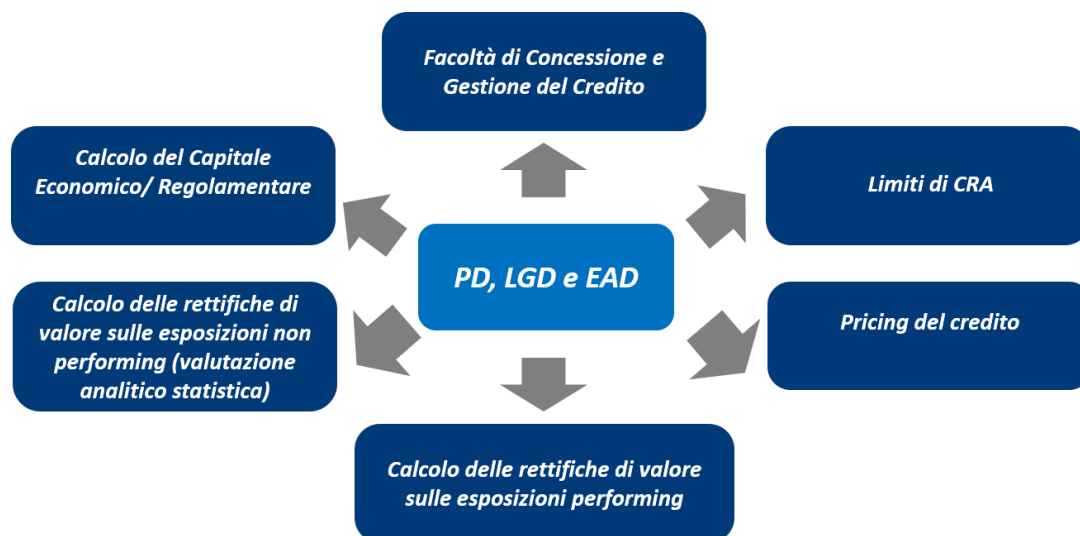 Facoltà di Concessione e
Gestione del Credito
Calcolo del Capitale
Economico/ Regolamentare
Limiti di CRA
PD, LGD e EAD
Calcolo delle rettifiche di
valore sulle esposizioni non
performing (valutazione
analitico statistica)
Pricing del credito
Calcolo delle rettifiche di valore
sulle esposizioni performing